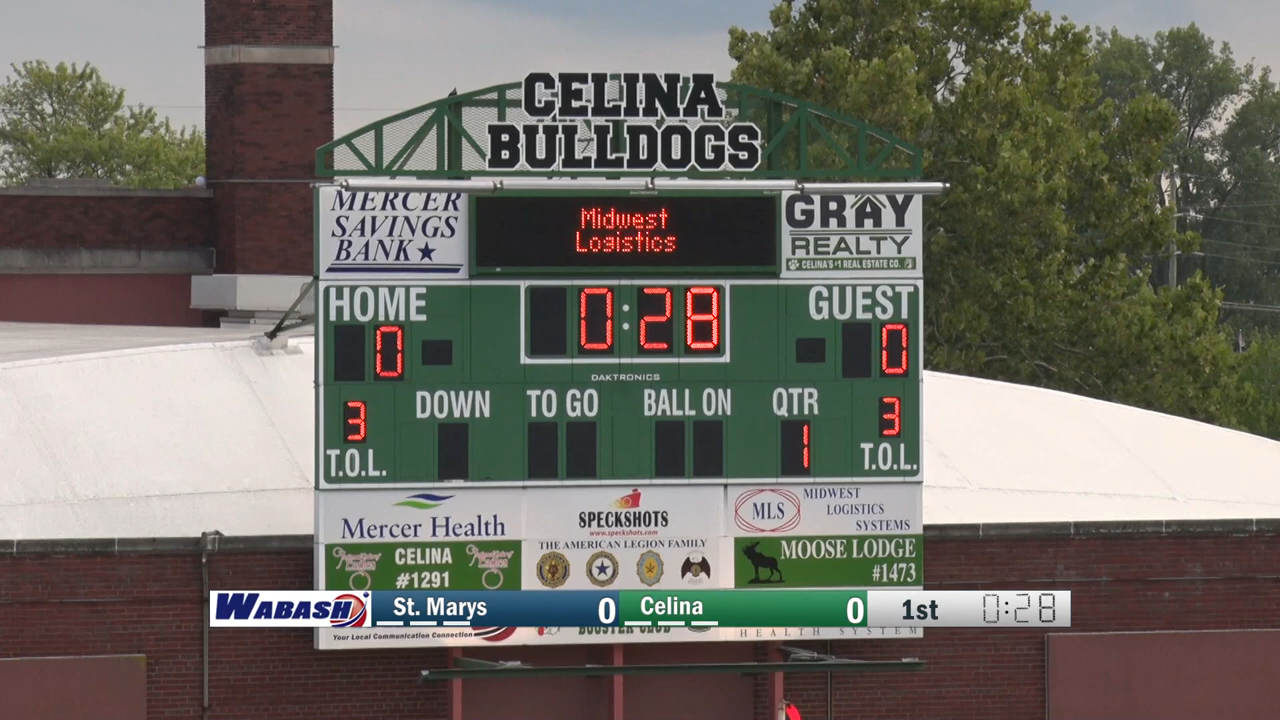 CELINA
BULLDOGS
MERCER
SAVINGS
BANK
Midwest
Logistics
GRAY
REALTY
CELINA'S #1 REAL ESTATE CO.
HOME 0:28 GUEST
0 0
DAKTRONICS
3 DOWN TO GO BALL ON QTR 3
T.O.L. 1 T.O.L.
Mercer Health
SPECKSHOTS
www.speckshots.com
MLS
MIDWEST
LOGISTICS
SYSTEMS
CELINA
#1291
THE AMERICAN LEGION FAMILY
MOOSE LODGE
#1473
WABASH St. Marys 0 Celina 0 1st 0:28
Your Local Communication Connection
BOOSTER CLUB
HEALTH SYSTEM